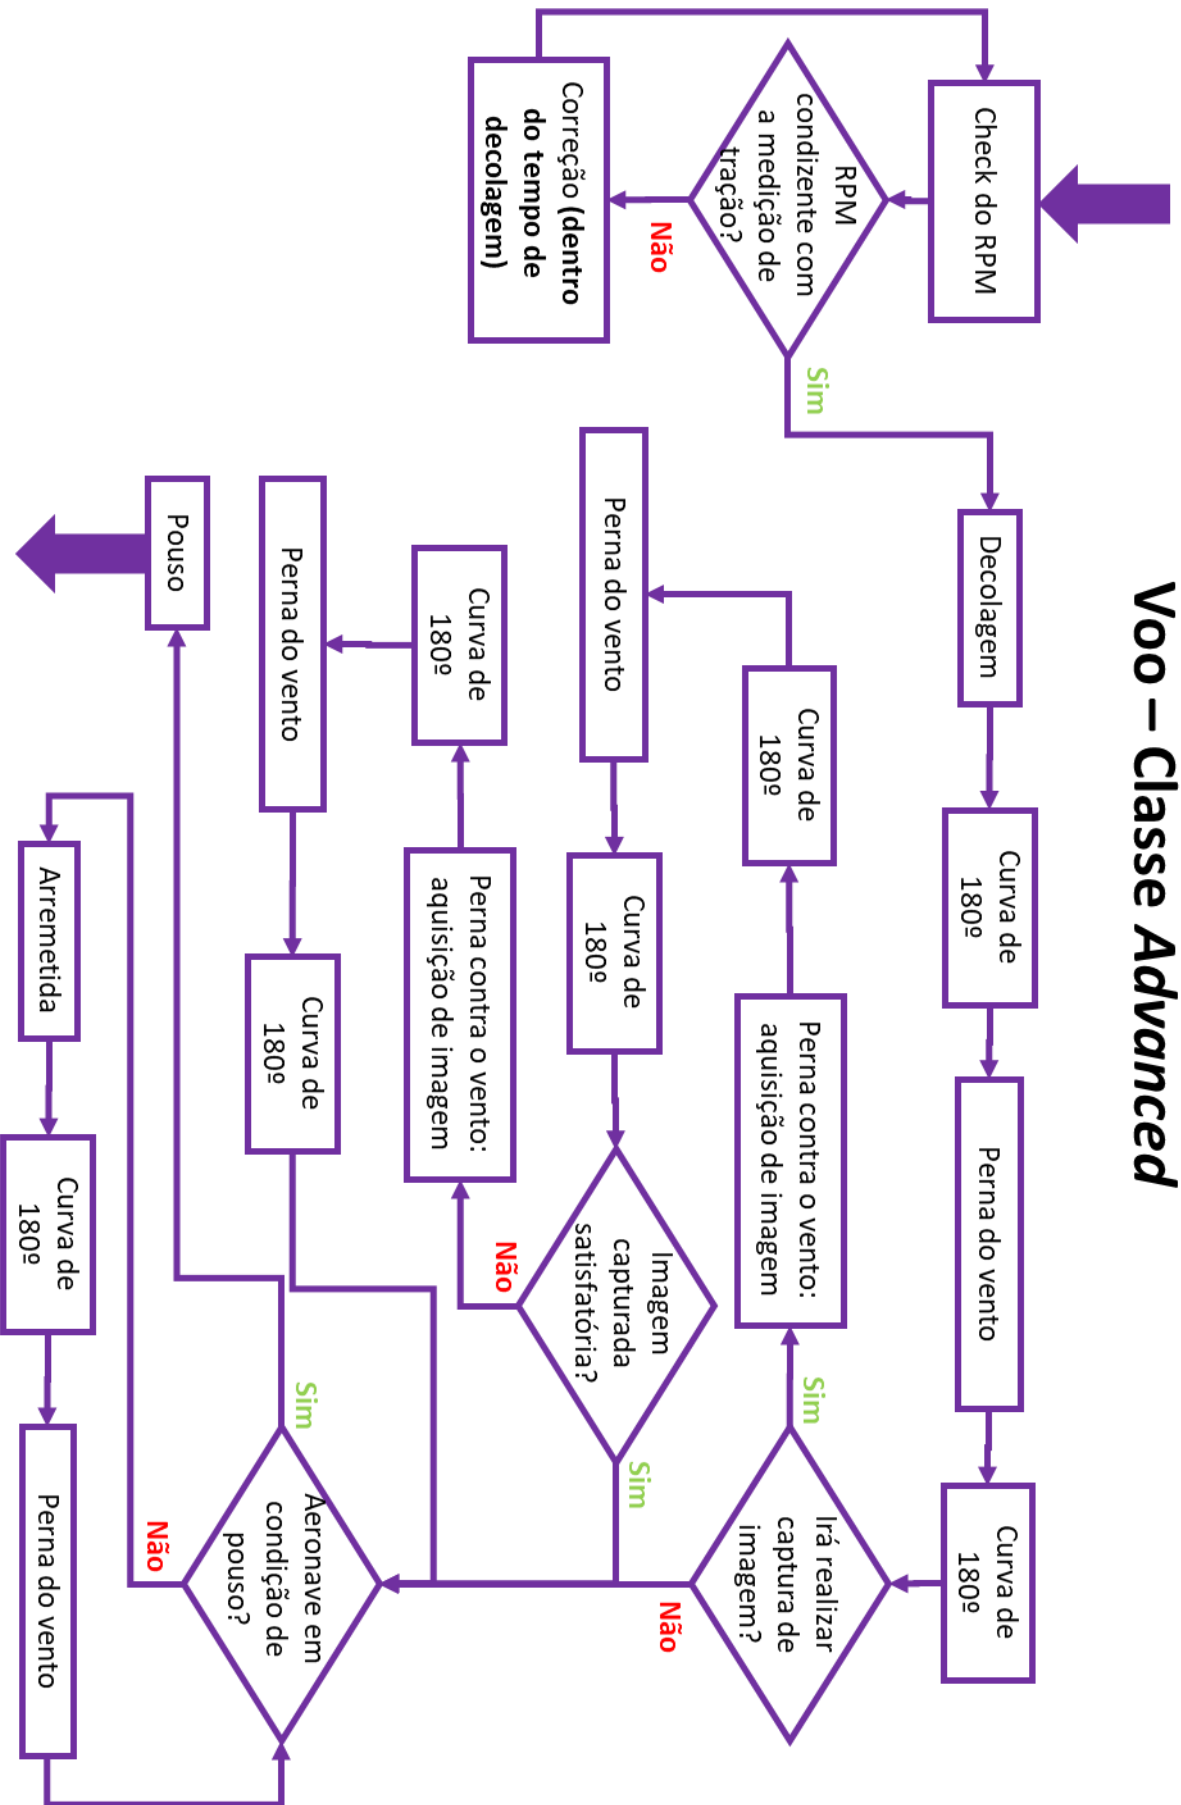 Voo – Classe Advanced
Check do RPM
RPM
condizente com
a medição de
tração?
Não
Correção (dentro
do tempo de
decolagem)
Sim
Decolagem
Curva de
180º
Perna do vento
Curva de
180º
Irá realizar
captura de
imagem?
Sim
Não
Perna contra o vento:
aquisição de imagem
Curva de
180º
Perna do vento
Curva de
180º
Imagem
capturada
satisfatória?
Sim
Não
Perna contra o vento:
aquisição de imagem
Curva de
180º
Perna do vento
Curva de
180º
Aeronave em
condição de
pouso?
Sim
Não
Pouso
Arremetida
Curva de
180º
Perna do vento